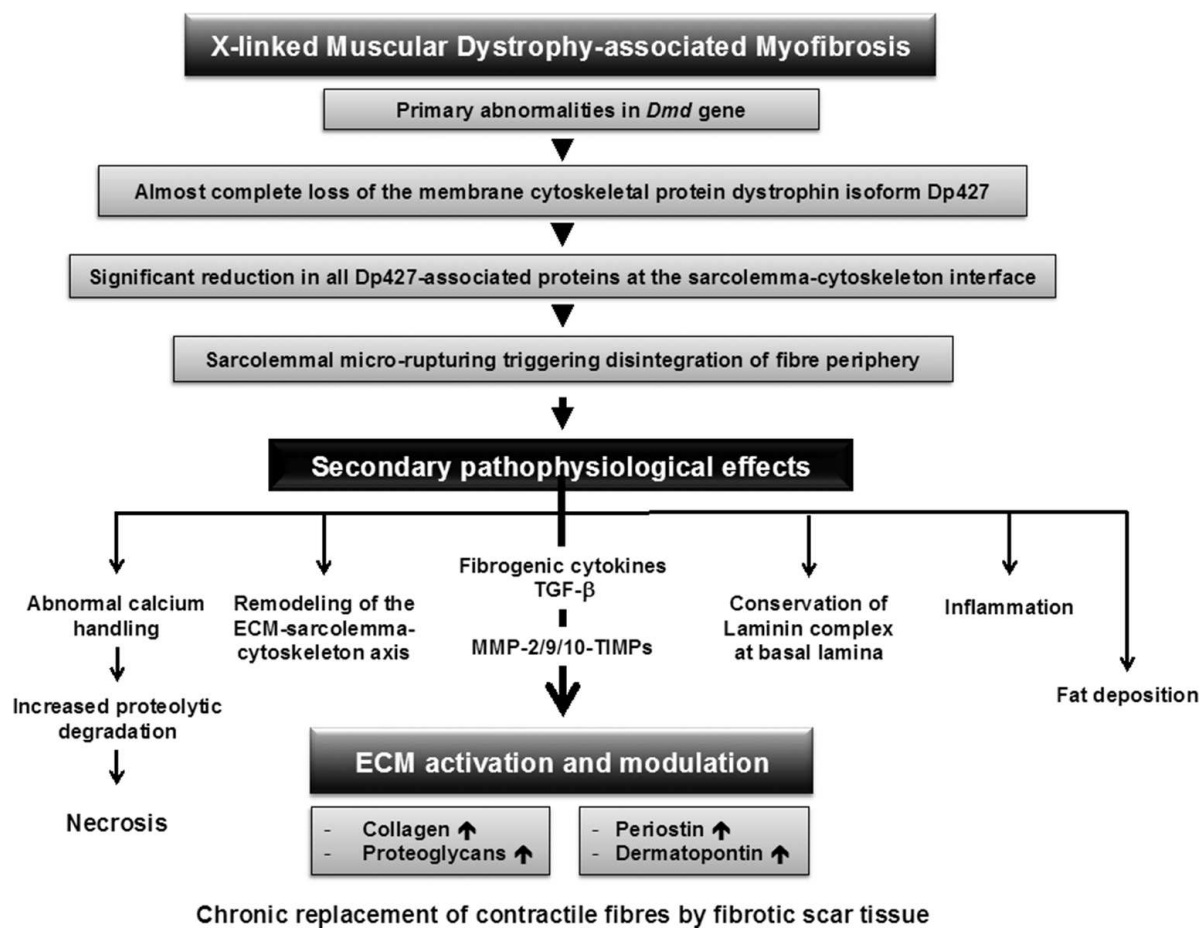 X-linked Muscular Dystrophy-associated Myofibrosis
Primary abnormalities in Dmd gene
Almost complete loss of the membrane cytoskeletal protein dystrophin isoform Dp427
Significant reduction in all Dp427-associated proteins at the sarcolemma-cytoskeleton interface
Sarcolemmal micro-rupturing triggering disintegration of fibre periphery
Secondary pathophysiological effects
Abnormal calcium
handling
Increased proteolytic
degradation
Necrosis
Remodeling of the
ECM-sarcolemma-
cytoskeleton axis
Fibrogenic cytokines
TGF-β
MMP-2/9/10-TIMPs
Conservation of
Laminin complex
at basal lamina
Inflammation
Fat deposition
ECM activation and modulation
- Collagen ↑
- Proteoglycans ↑
- Periostin ↑
- Dermatopontin ↑
Chronic replacement of contractile fibres by fibrotic scar tissue